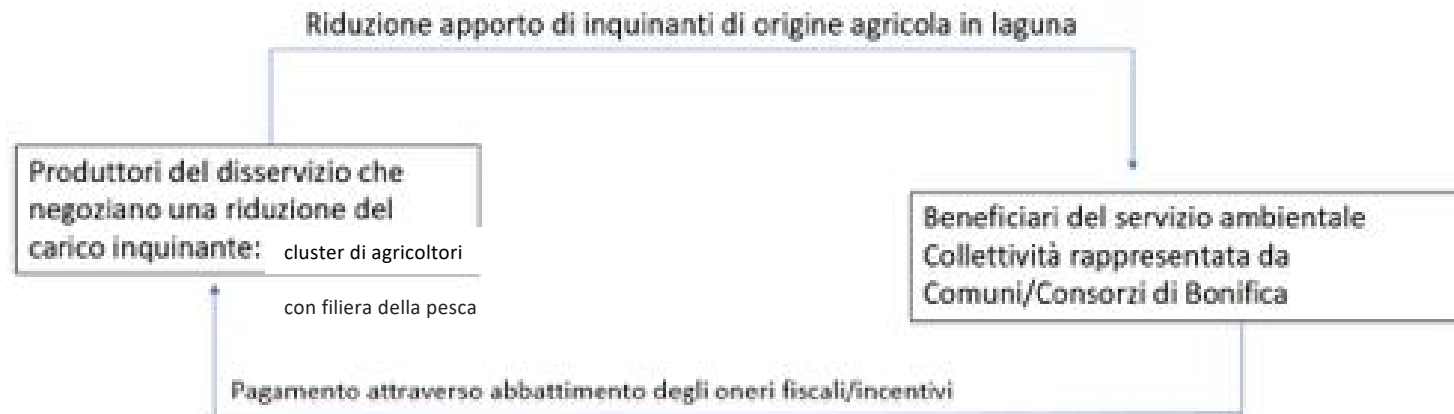 Riduzione apporto di inquinanti di origine agricola in laguna
Produttori del disservizio che
negoziano una riduzione del
carico inquinante: cluster di agricoltori
con filiera della pesca
Beneficiari del servizio ambientale
Collettività rappresentata da
Comuni/Consorzi di Bonifica
Pagamento attraverso abbattimento degli oneri fiscali/incentivi